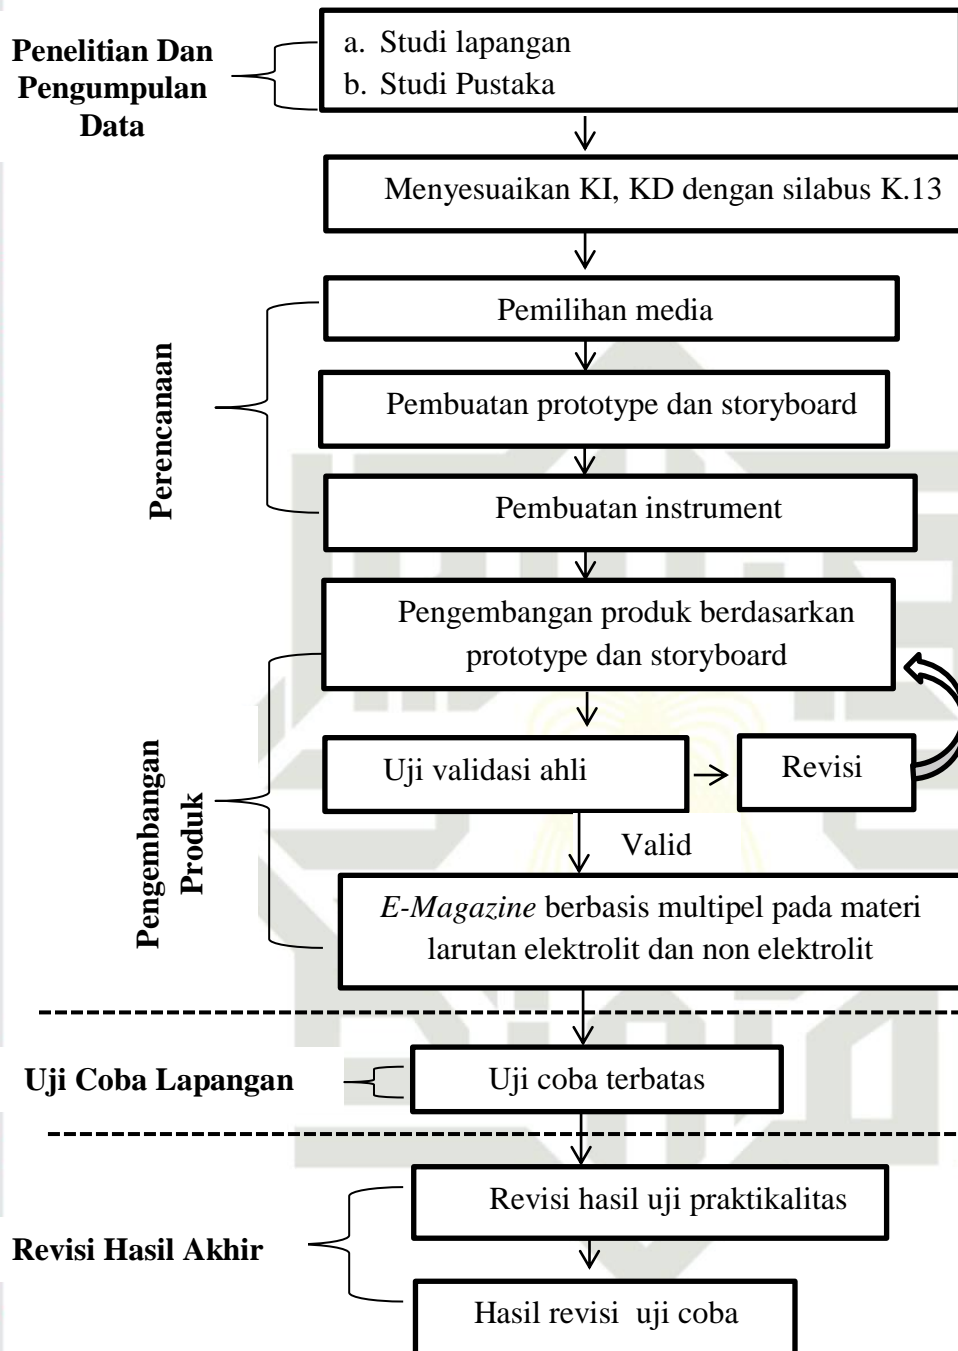 Penelitian Dan
Pengumpulan
Data
a. Studi lapangan
b. Studi Pustaka
Menyesuaikan KI, KD dengan silabus K.13
Perencanaan
Pemilihan media
Pembuatan prototype dan storyboard
Pembuatan instrument
Pengembangan
Produk
Pengembangan produk berdasarkan
prototype dan storyboard
Uji validasi ahli
Revisi
Valid
E-Magazine berbasis multipel pada materi
larutan elektrolit dan non elektrolit
Uji Coba Lapangan
Uji coba terbatas
Revisi Hasil Akhir
Revisi hasil uji praktikalitas
Hasil revisi uji coba